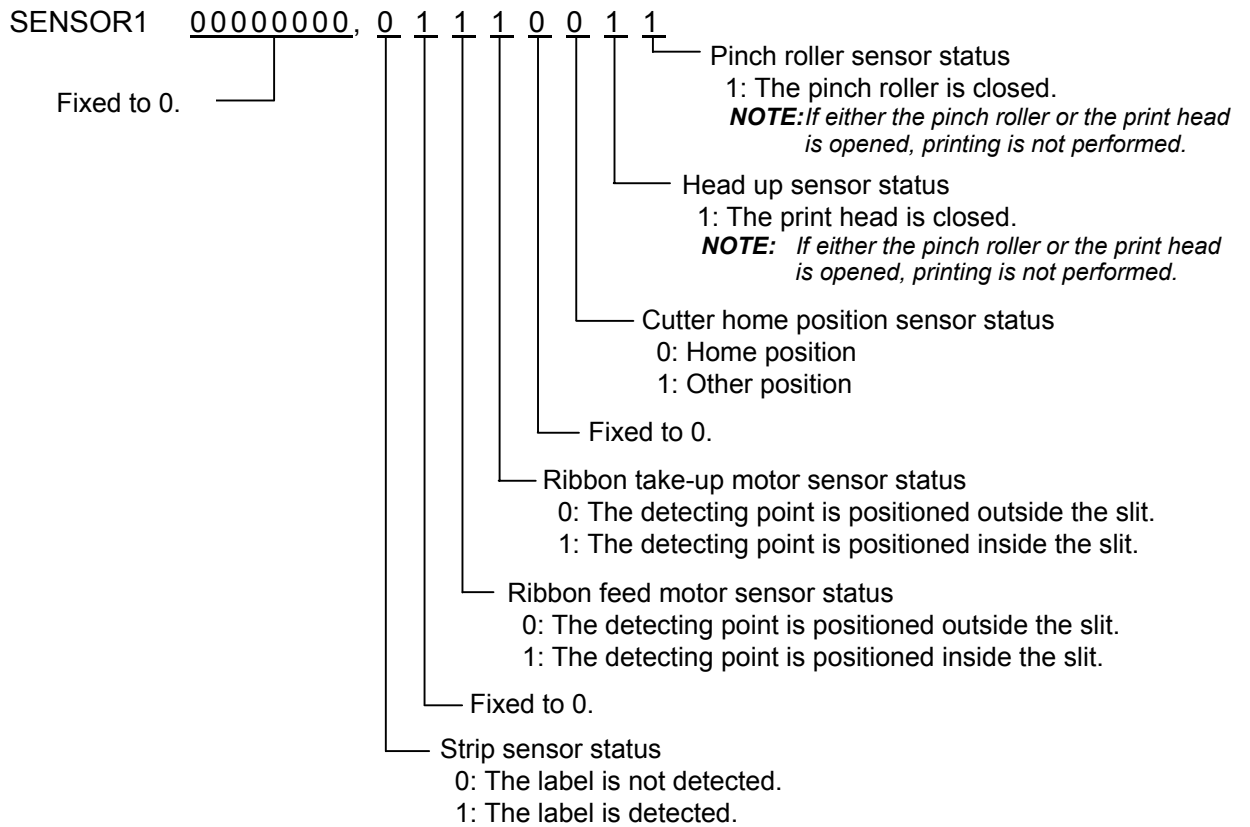 SENSOR1 00000000, 0 1 1 1 0 0 1 1
Pinch roller sensor status
1: The pinch roller is closed.
NOTE: If either the pinch roller or the print head
is opened, printing is not performed.
Fixed to 0.
Head up sensor status
1: The print head is closed.
NOTE: If either the pinch roller or the print head
is opened, printing is not performed.
Cutter home position sensor status
0: Home position
1: Other position
Fixed to 0.
Ribbon take-up motor sensor status
0: The detecting point is positioned outside the slit.
1: The detecting point is positioned inside the slit.
Ribbon feed motor sensor status
0: The detecting point is positioned outside the slit.
1: The detecting point is positioned inside the slit.
Fixed to 0.
Strip sensor status
0: The label is not detected.
1: The label is detected.